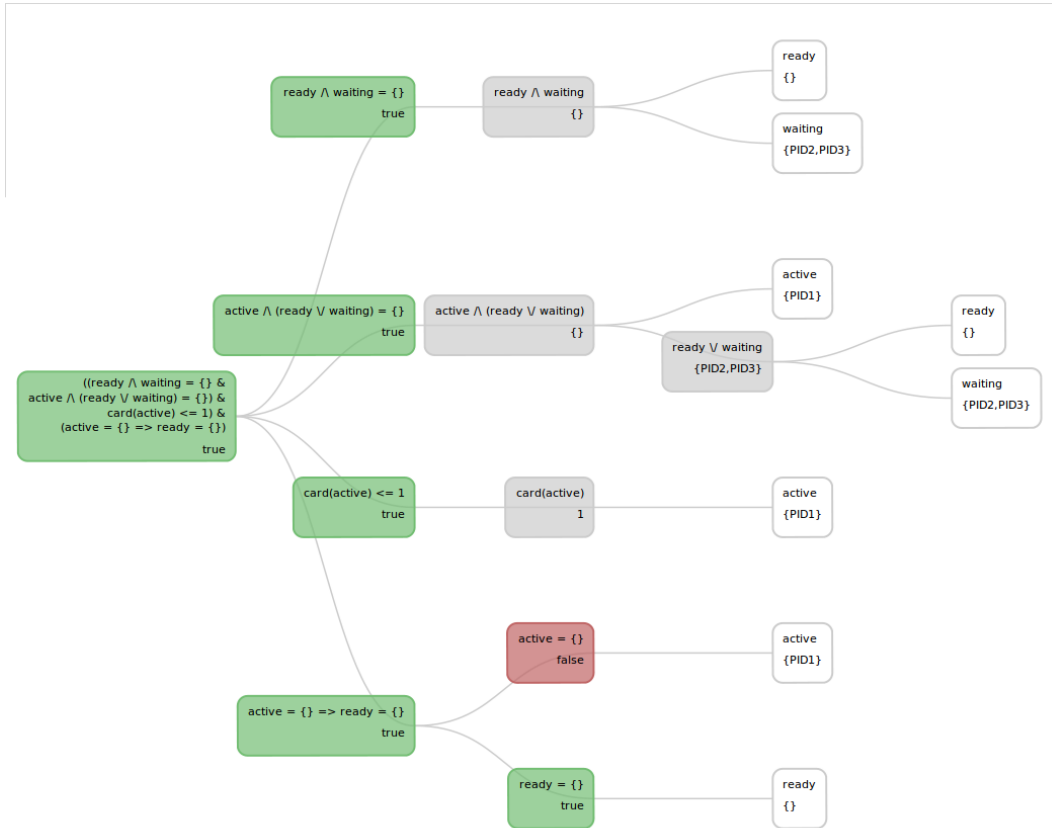 ready /\ waiting = {}
true
ready /\ waiting
{}
ready
{}
waiting
{PID2,PID3}
active /\ (ready \/ waiting) = {}
true
active /\ (ready \/ waiting)
{}
active
{PID1}
ready \/ waiting
{PID2,PID3}
ready
{}
waiting
{PID2,PID3}
((ready /\ waiting = {} &
active /\ (ready \/ waiting) = {}) &
card(active) <= 1) &
(active = {} => ready = {})
true
card(active) <= 1
true
card(active)
1
active
{PID1}
active = {} => ready = {}
true
active = {}
false
active
{PID1}
ready = {}
true
ready
{}